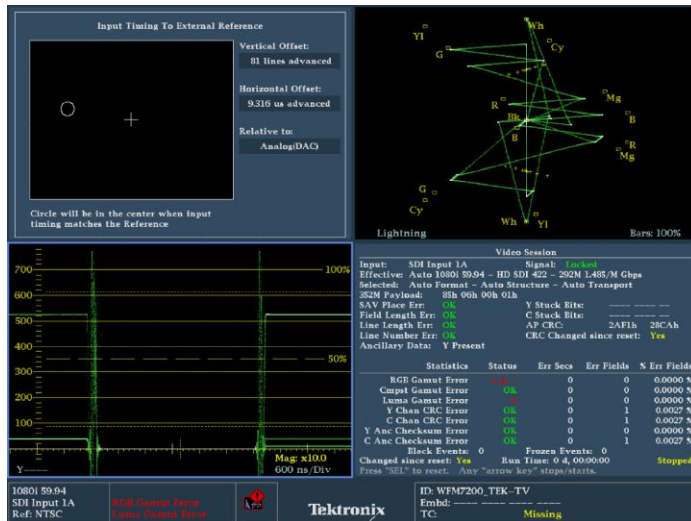 Input Timing To External Reference
Vertical Offset:
81 lines advanced
Horizontal Offset:
9.316 us advanced
Relative to:
Analog(DAC)
Circle will be in the center when input
timing matches the Reference
Wh
Yl
Cy
G
Mg
R
B
Bk
B
R
Mg
G
Cy
Wh
Yl
Lightning
Bars: 100%
700
100%
600
500
400
50%
300
200
100
Mag: x10.0
Y----
600 ns/Div
Video Session
Input: SDI Input 1A Signal: Locked
Effective: Auto 1080i 59.94 - HD SDI 422 - 292M 1.485/M Gbps
Selected: Auto Format - Auto Structure - Auto Transport
352M Payload: 85h 06h 00h 01h
SAV Place Err: OK Y Stuck Bits: ---- ---- --
Field Length Err: OK C Stuck Bits: ---- ---- --
Line Length Err: OK AP CRC: 2AF1h 28CAh
Line Number Err: OK CRC Changed since reset: Yes
Ancillary Data: Y Present
Statistics Status Err Secs Err Fields % Err Fields
RGB Gamut Error 0 0 0.0000 %
Cmpst Gamut Error OK 0 0 0.0000 %
Luma Gamut Error 0 0 0.0000 %
Y Chan CRC Error OK 0 1 0.0027 %
C Chan CRC Error OK 0 1 0.0027 %
Y Anc Checksum Error OK 0 1 0.0027 %
C Anc Checksum Error OK 0 1 0.0027 %
Black Events: 0 Frozen Events: 0
Changed since reset: Yes Run Time: 0 d, 00:00:00 Stopped
Press "SEL" to reset. Any "arrow key" stops/starts.
1080i 59.94
SDI Input 1A
Ref: NTSC
RGB Gamut Error
Luma Gamut Error
Tektronix
ID: WFM7200_TEK-TV
Embd: ---- ---- ---- ----
TC: Missing